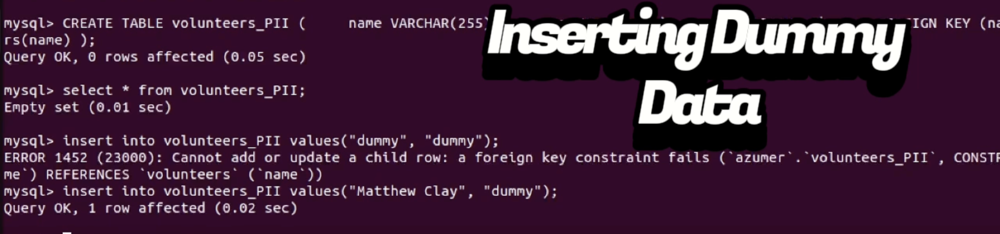 mysql> CREATE TABLE volunteers_PII (     name VARCHAR(255) IGN KEY (na
rs(name) );
Query OK, 0 rows affected (0.05 sec)
mysql> select * from volunteers_PII;
Empty set (0.01 sec)
mysql> insert into volunteers_PII values("dummy", "dummy");
ERROR 1452 (23000): Cannot add or update a child row: a foreign key constraint fails (`azumer`.`volunteers_PII`, CONSTR
me`) REFERENCES `volunteers` (`name`))
mysql> insert into volunteers_PII values("Matthew Clay", "dummy");
Query OK, 1 row affected (0.02 sec)
Inserting Dummy
Data